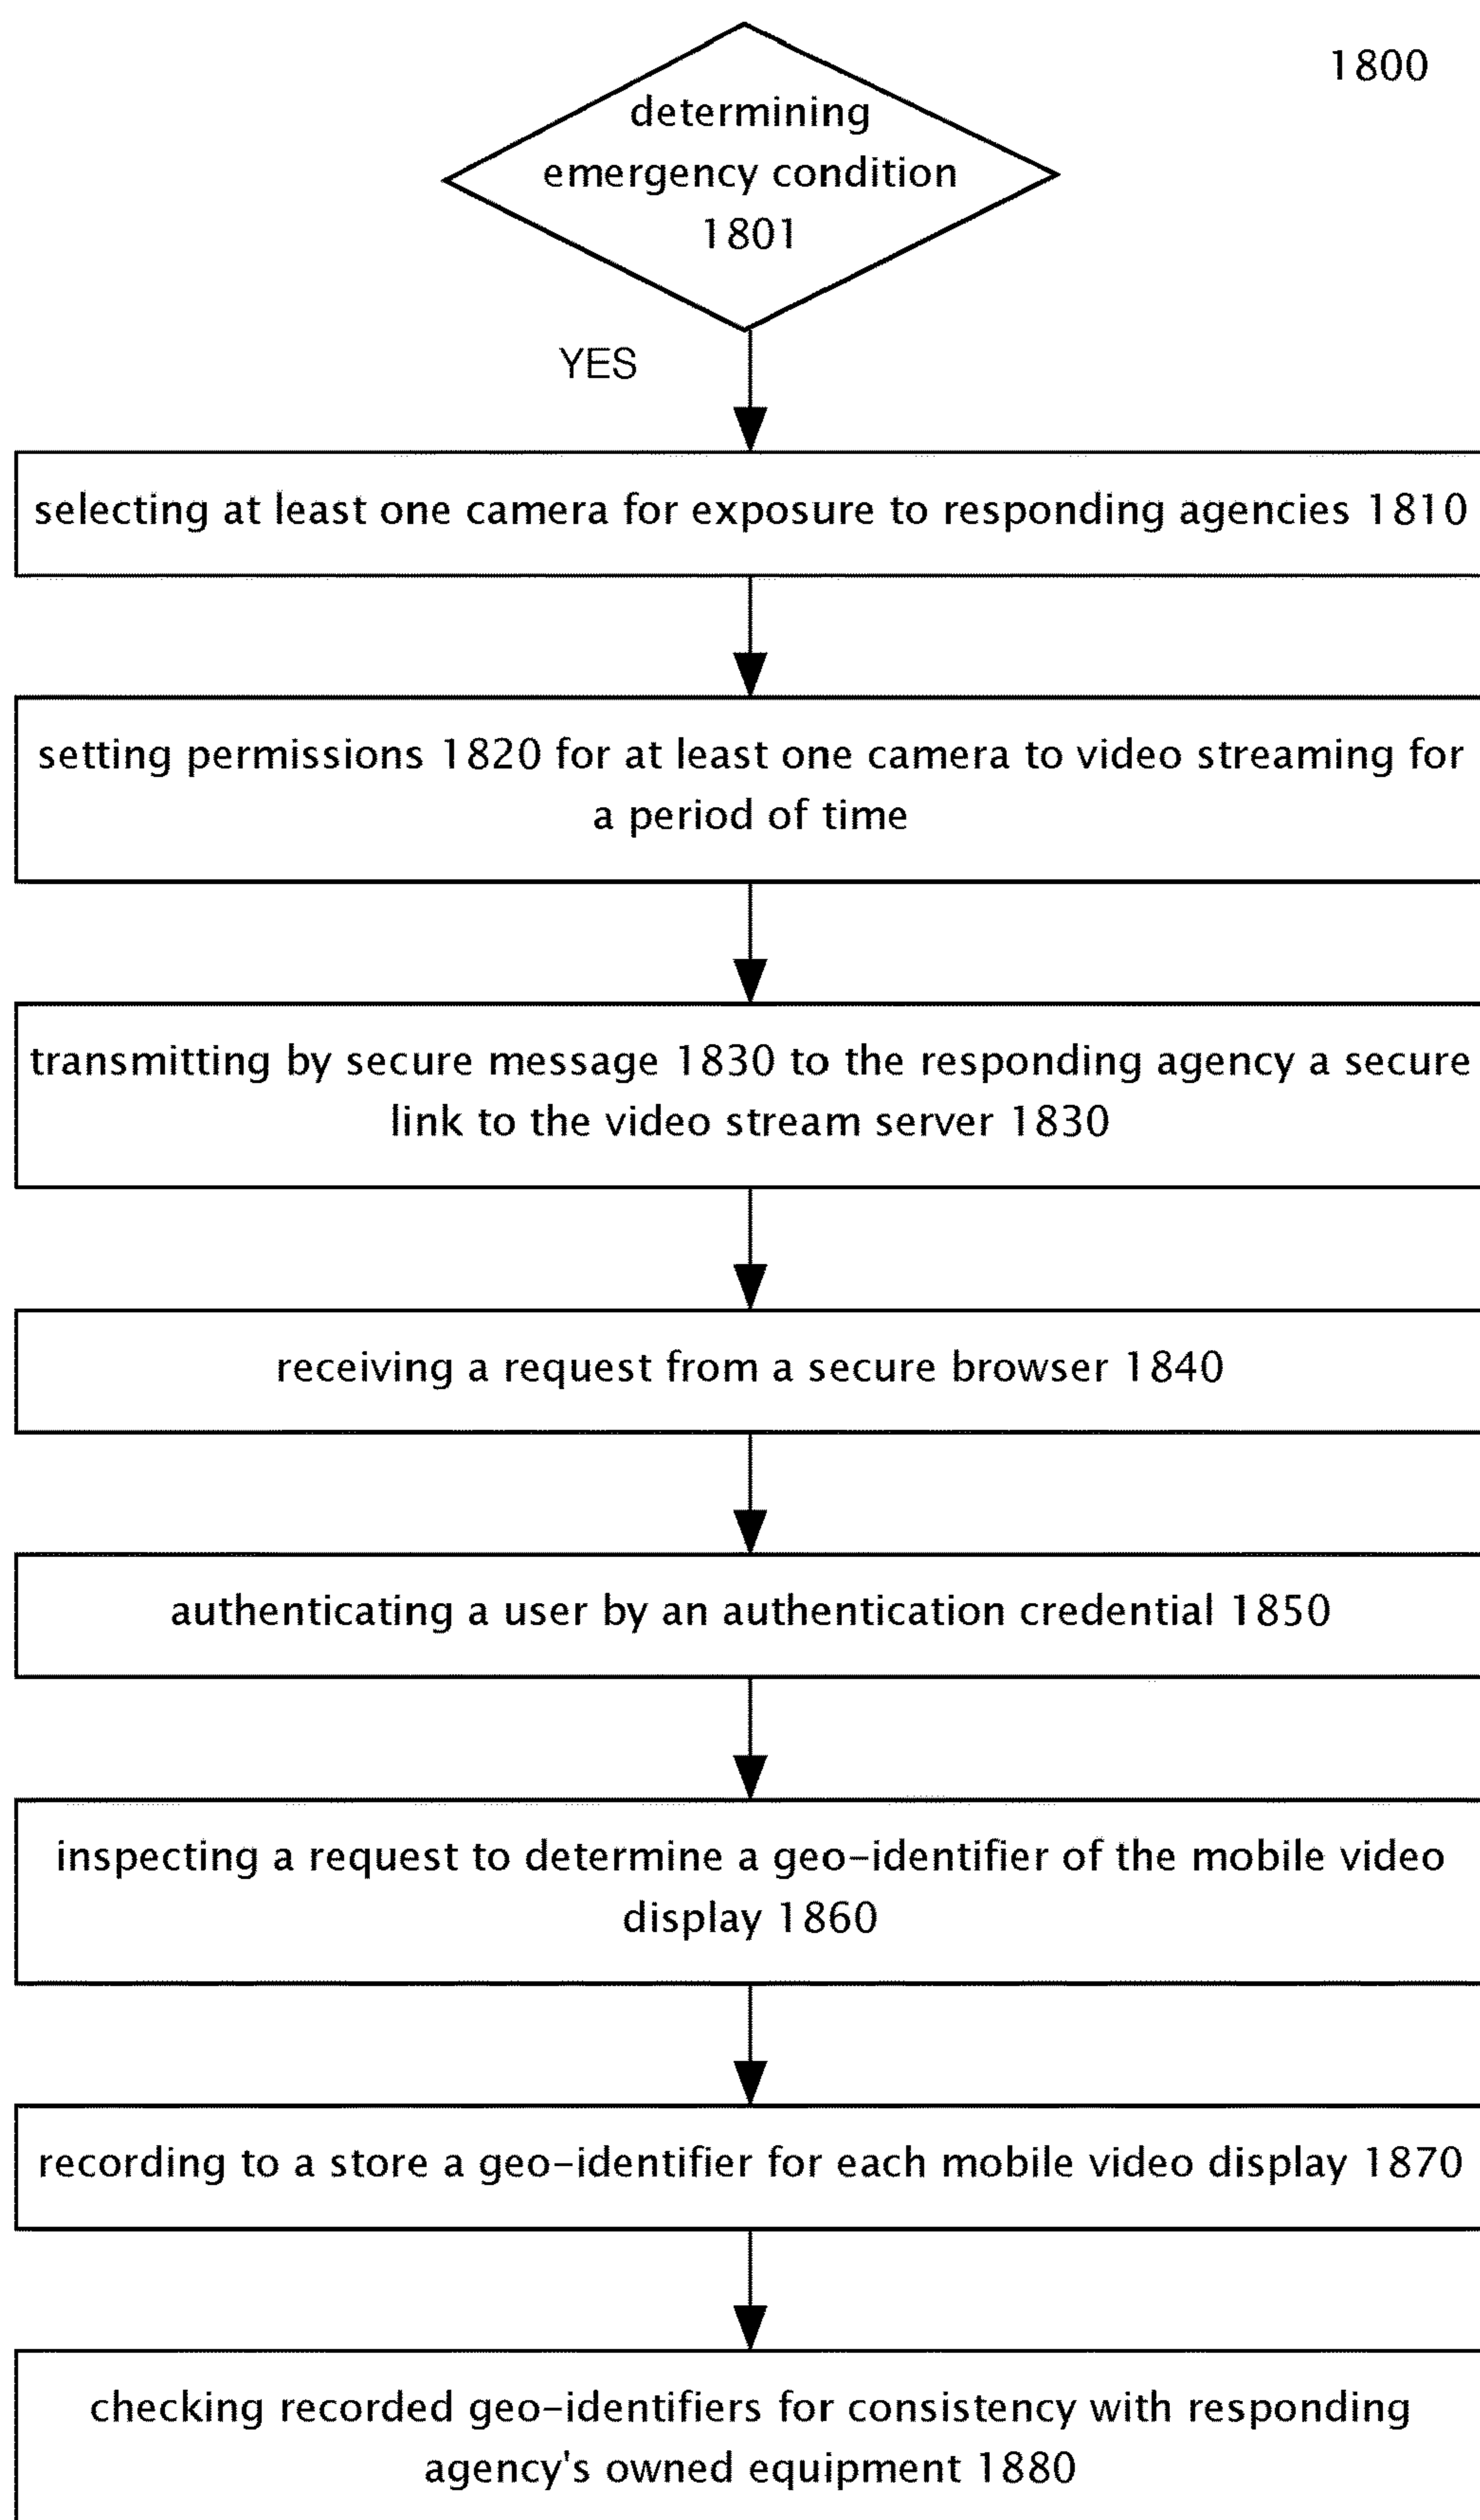 1800
determining
emergency condition
1801
YES
selecting at least one camera for exposure to responding agencies 1810
setting permissions 1820 for at least one camera to video streaming for
a period of time
transmitting by secure message 1830 to the responding agency a secure
link to the video stream server 1830
receiving a request from a secure browser 1840
authenticating a user by an authentication credential 1850
inspecting a request to determine a geo-identifier of the mobile video
display 1860
recording to a store a geo-identifier for each mobile video display 1870
checking recorded geo-identifiers for consistency with responding
agency's owned equipment 1880